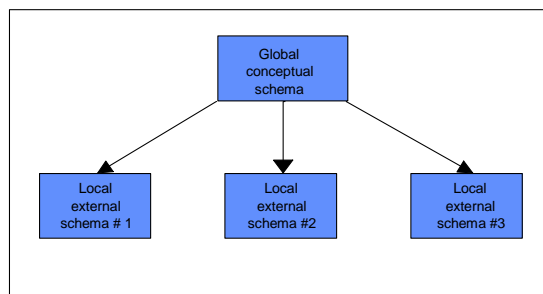 Global
conceptual
schema
Local
external
schema # 1
Local
external
schema #2
Local
external
schema #3